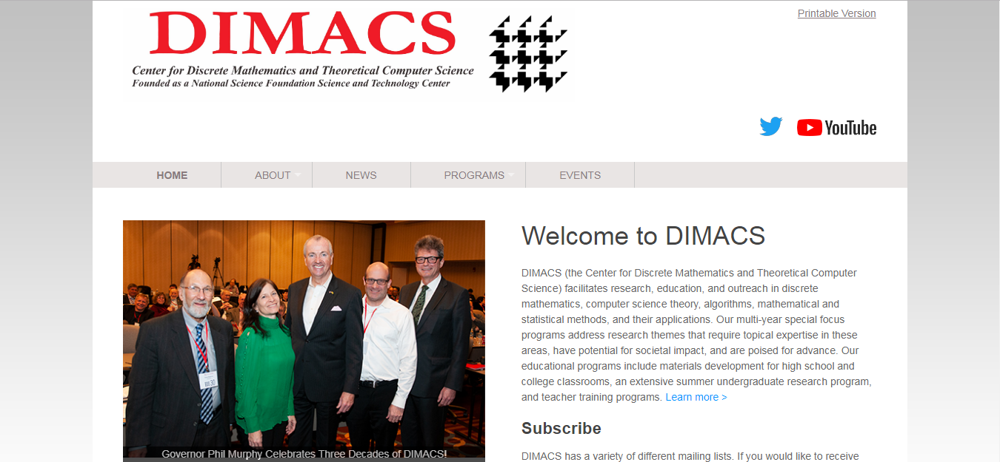 Printable Version
DIMACS
Center for Discrete Mathematics and Theoretical Computer Science
Founded as a National Science Foundation Science and Technology Center
YouTube
HOME
ABOUT
NEWS
PROGRAMS
EVENTS
30
Governor Phil Murphy Celebrates Three Decades of DIMACS!
Welcome to DIMACS
DIMACS (the Center for Discrete Mathematics and Theoretical Computer
Science) facilitates research, education, and outreach in discrete
mathematics, computer science theory, algorithms, mathematical and
statistical methods, and their applications. Our multi-year special focus
programs address research themes that require topical expertise in these
areas, have potential for societal impact, and are poised for advance. Our
educational programs include materials development for high school and
college classrooms, an extensive summer undergraduate research program,
and teacher training programs. Learn more >
Subscribe
DIMACS has a variety of different mailing lists. If you would like to receive